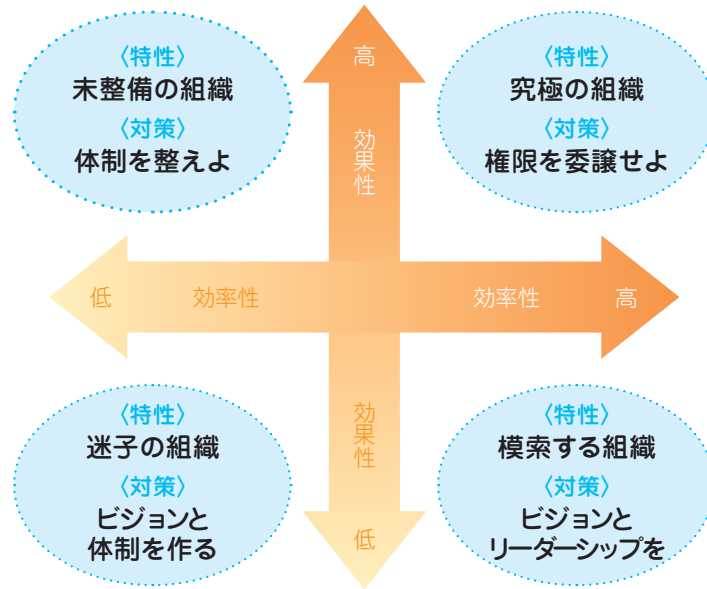 〈特性〉
未整備の組織
〈対策〉
体制を整えよ
高
効果性
〈特性〉
究極の組織
〈対策〉
権限を委譲せよ
低
効率性
効率性
高
〈特性〉
迷子の組織
〈対策〉
ビジョンと
体制を作る
効果性
低
〈特性〉
模索する組織
〈対策〉
ビジョンと
リーダーシップを